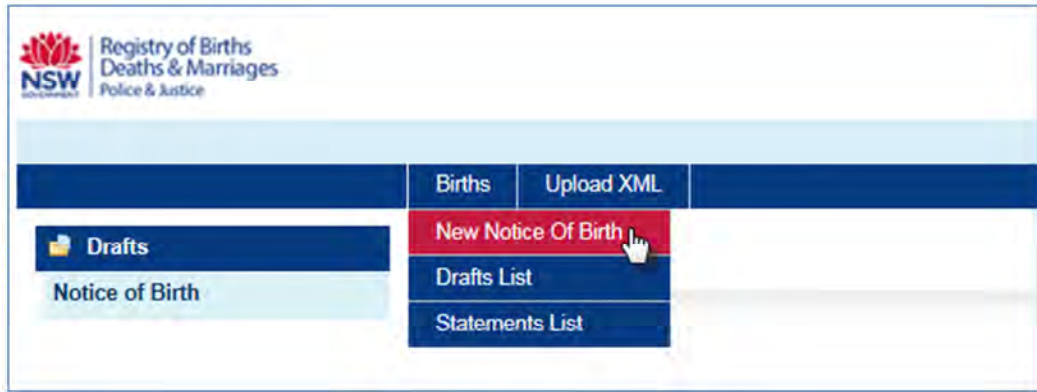 Registry of Births
Deaths & Marriages
Police & Justice
NSW
GOVERNMENT
Births
Upload XML
Drafts
Notice of Birth
New Notice Of Birth
Drafts List
Statements List